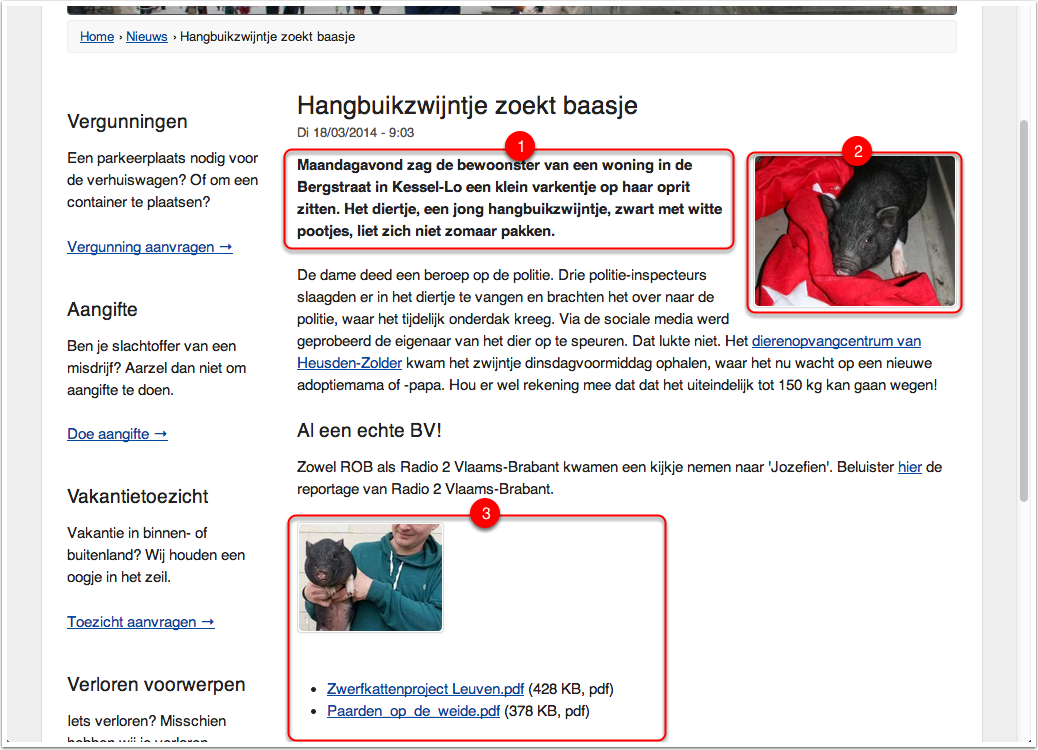 Home › Nieuws › Hangbuikzwijntje zoekt baasje
Vergunningen
Een parkeerplaats nodig voor
de verhuiswagen? Of om een
container te plaatsen?
Vergunning aanvragen →
Aangifte
Ben je slachtoffer van een
misdrijf? Aarzel dan niet om
aangifte te doen.
Doe aangifte →
Vakantietoezicht
Vakantie in binnen- of
buitenland? Wij houden een
oogje in het zeil.
Toezicht aanvragen →
Verloren voorwerpen
Iets verloren? Misschien
hebben wij je verloren
Hangbuikzwijntje zoekt baasje
Di 18/03/2014 - 9:03
1
Maandagavond zag de bewoonster van een woning in de
Bergstraat in Kessel-Lo een klein varkentje op haar oprit
zitten. Het diertje, een jong hangbuikzwijntje, zwart met witte
pootjes, liet zich niet zomaar pakken.
2
De dame deed een beroep op de politie. Drie politie-inspecteurs
slaagden er in het diertje te vangen en brachten het over naar de
politie, waar het tijdelijk onderdak kreeg. Via de sociale media werd
geprobeerd de eigenaar van het dier op te speuren. Dat lukte niet. Het dierenopvangcentrum van
Heusden-Zolder kwam het zwijntje dinsdagvoormiddag ophalen, waar het nu wacht op een nieuwe
adoptiemama of -papa. Hou er wel rekening mee dat dat het uiteindelijk tot 150 kg kan gaan wegen!
Al een echte BV!
Zowel ROB als Radio 2 Vlaams-Brabant kwamen een kijkje nemen naar 'Jozefien'. Beluister hier de
reportage van Radio 2 Vlaams-Brabant.
3
Zwerfkattenproject Leuven.pdf (428 KB, pdf)
Paarden_op_de_weide.pdf (378 KB, pdf)